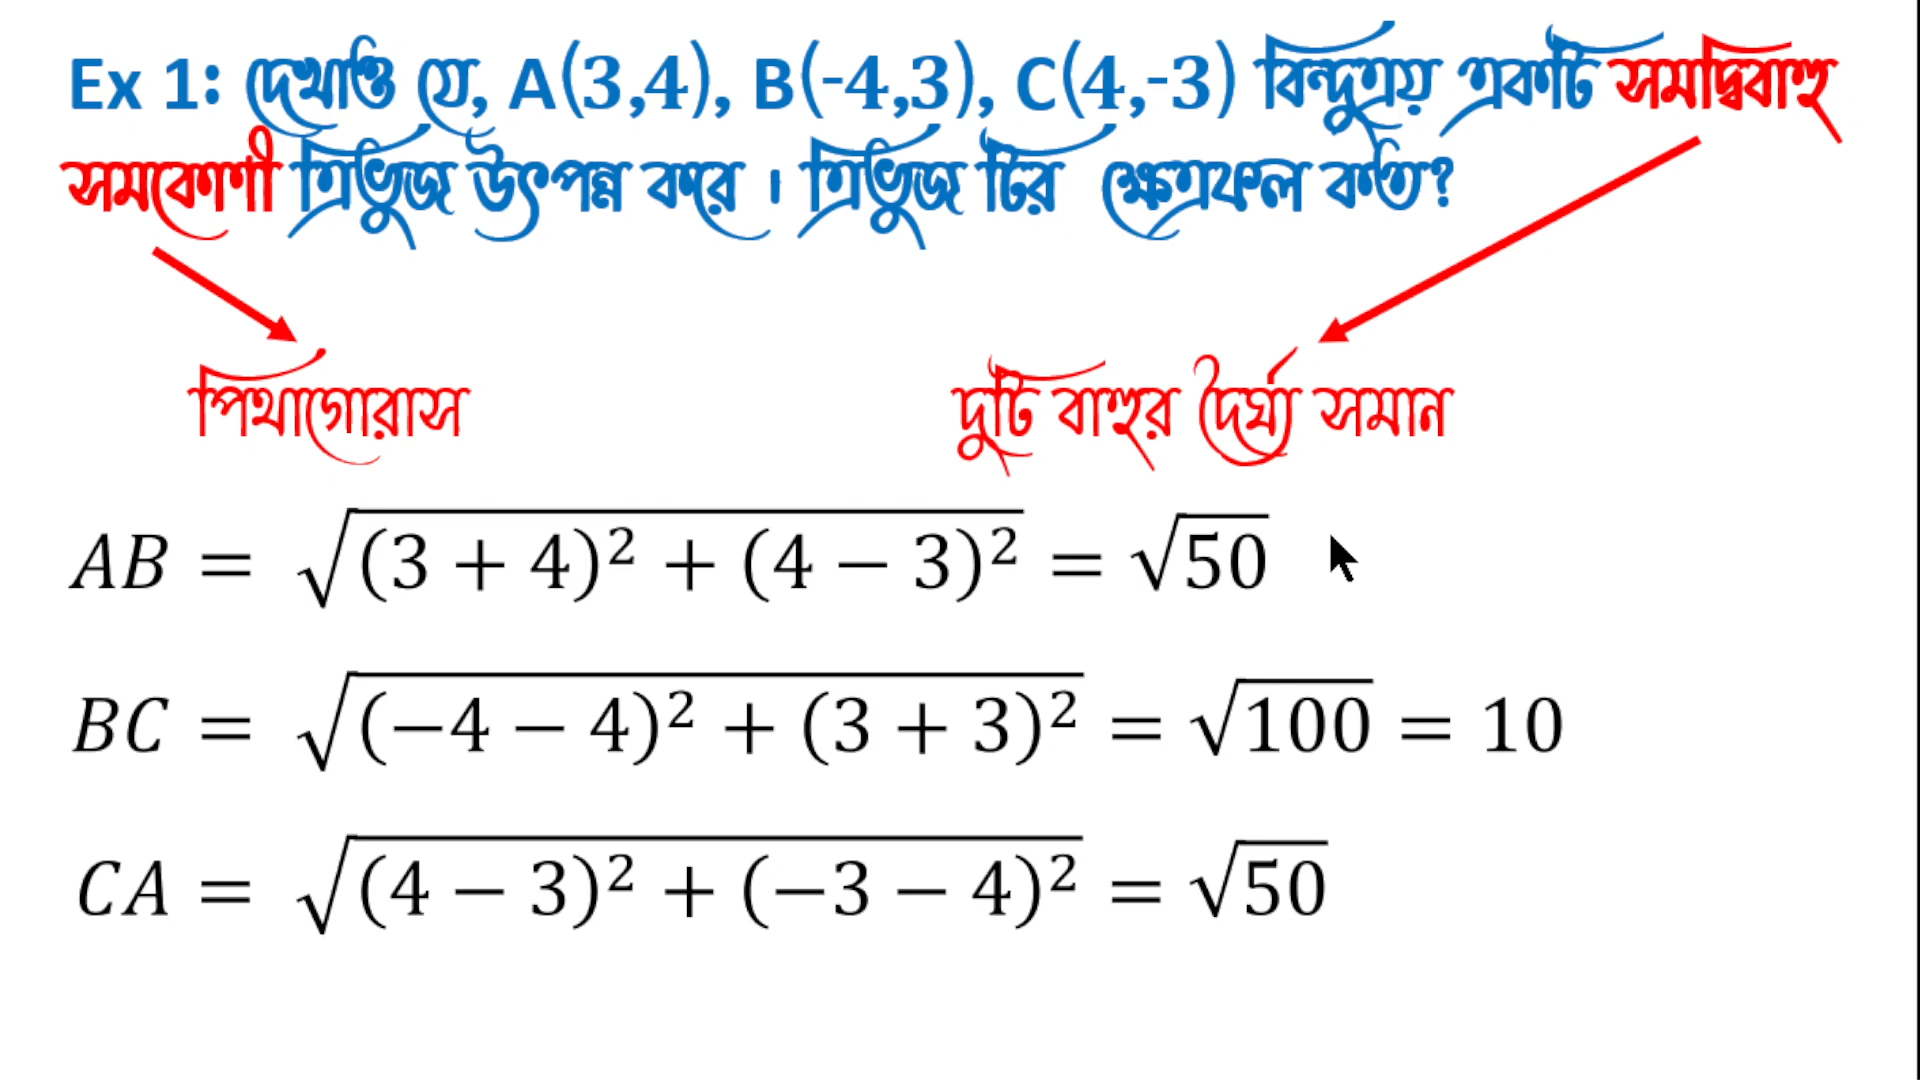 Ex 1: দেখাও যে, A(3,4), B(-4,3), C(4,-3) বিন্দুত্রয় একটি সমদ্বিবাহু
সমকোণী ত্রিভুজ উৎপন্ন করে । ত্রিভুজ টির ক্ষেত্রফল কত?
পিথাগোরাস
দুটি বাহুর দৈর্ঘ্য সমান
AB = √((3 + 4)² + (4 − 3)²) = √50
BC = √((−4 − 4)² + (3 + 3)²) = √100 = 10
CA = √((4 − 3)² + (−3 − 4)²) = √50